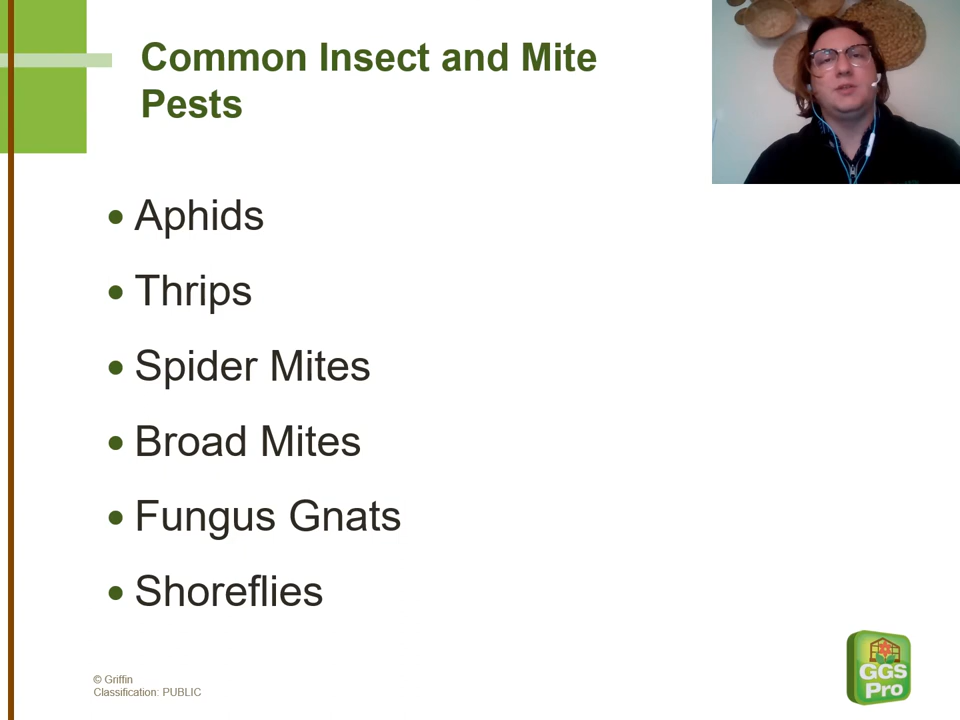 Common Insect and Mite
Pests
• Aphids
• Thrips
• Spider Mites
• Broad Mites
• Fungus Gnats
• Shoreflies
© Griffin
Classification: PUBLIC
GGS
Pro